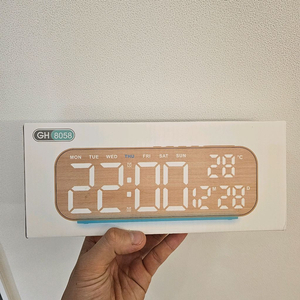 GH 8058
MON TUE WED THU FRI SAT SUN
28 °C
22:00 12 28